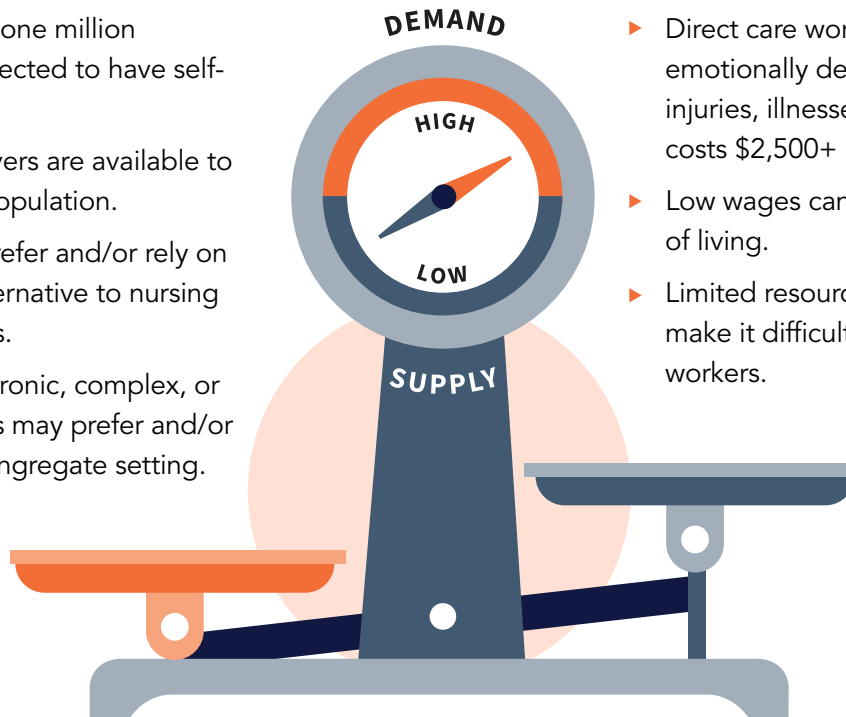 one million
ected to have self-
vers are available to
opulation.
refer and/or rely on
ernative to nursing
s.
ronic, complex, or
s may prefer and/or
ngregate setting.
DEMAND
HIGH
LOW
SUPPLY
Direct care wor
emotionally de
injuries, illnesse
costs $2,500+
Low wages can
of living.
Limited resourc
make it difficult
workers.